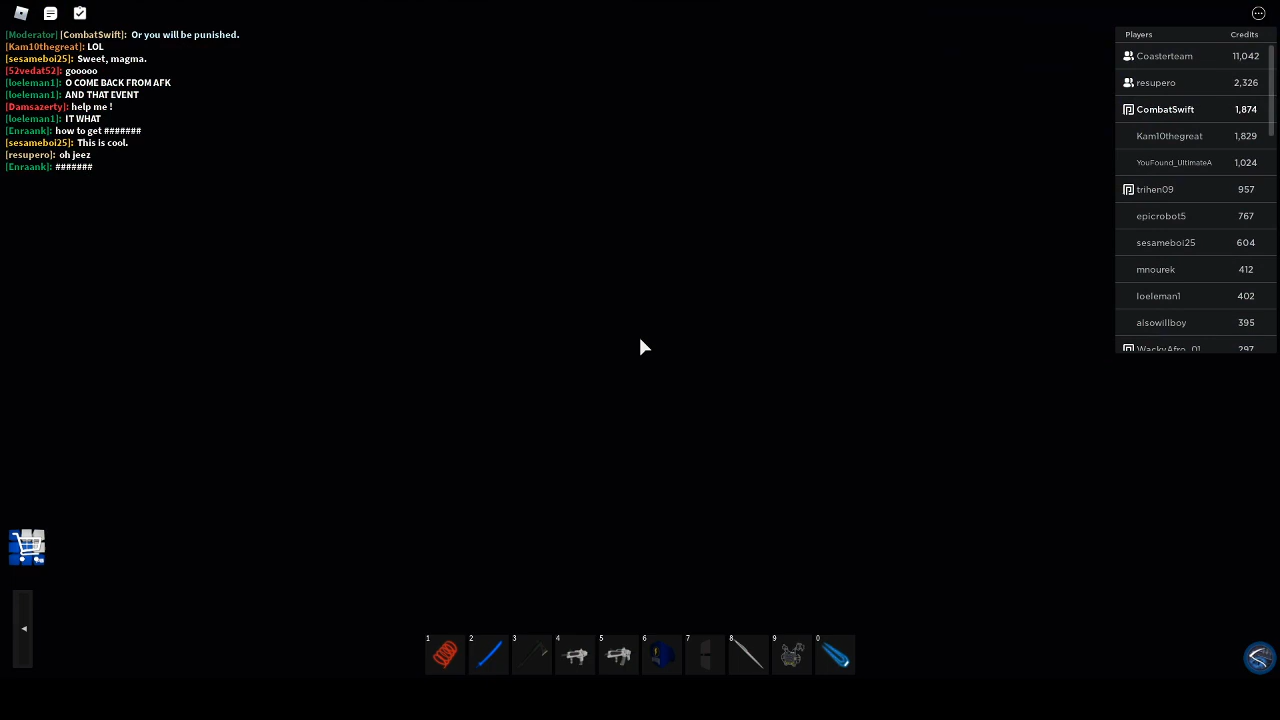 [Moderator] [CombatSwift]: Or you will be punished.
[Kam10thegreat]: LOL
[sesameboi25]: Sweet, magma.
[52vedat52]: gooooo
[loeleman1]: O COME BACK FROM AFK
[loeleman1]: AND THAT EVENT
[Damsazerty]: help me !
[loeleman1]: IT WHAT
[Enraank]: how to get #######
[sesameboi25]: This is cool.
[resupero]: oh jeez
[Enraank]: #######
Players Credits
Coasterteam 11,042
resupero 2,326
CombatSwift 1,874
Kam10thegreat 1,829
YouFound_UltimateA 1,024
trihen09 957
epicrobot5 767
sesameboi25 604
mnourek 412
loeleman1 402
alsowillboy 395
WackyAfro_01 297
1 2 3 4 5 6 7 8 9 0